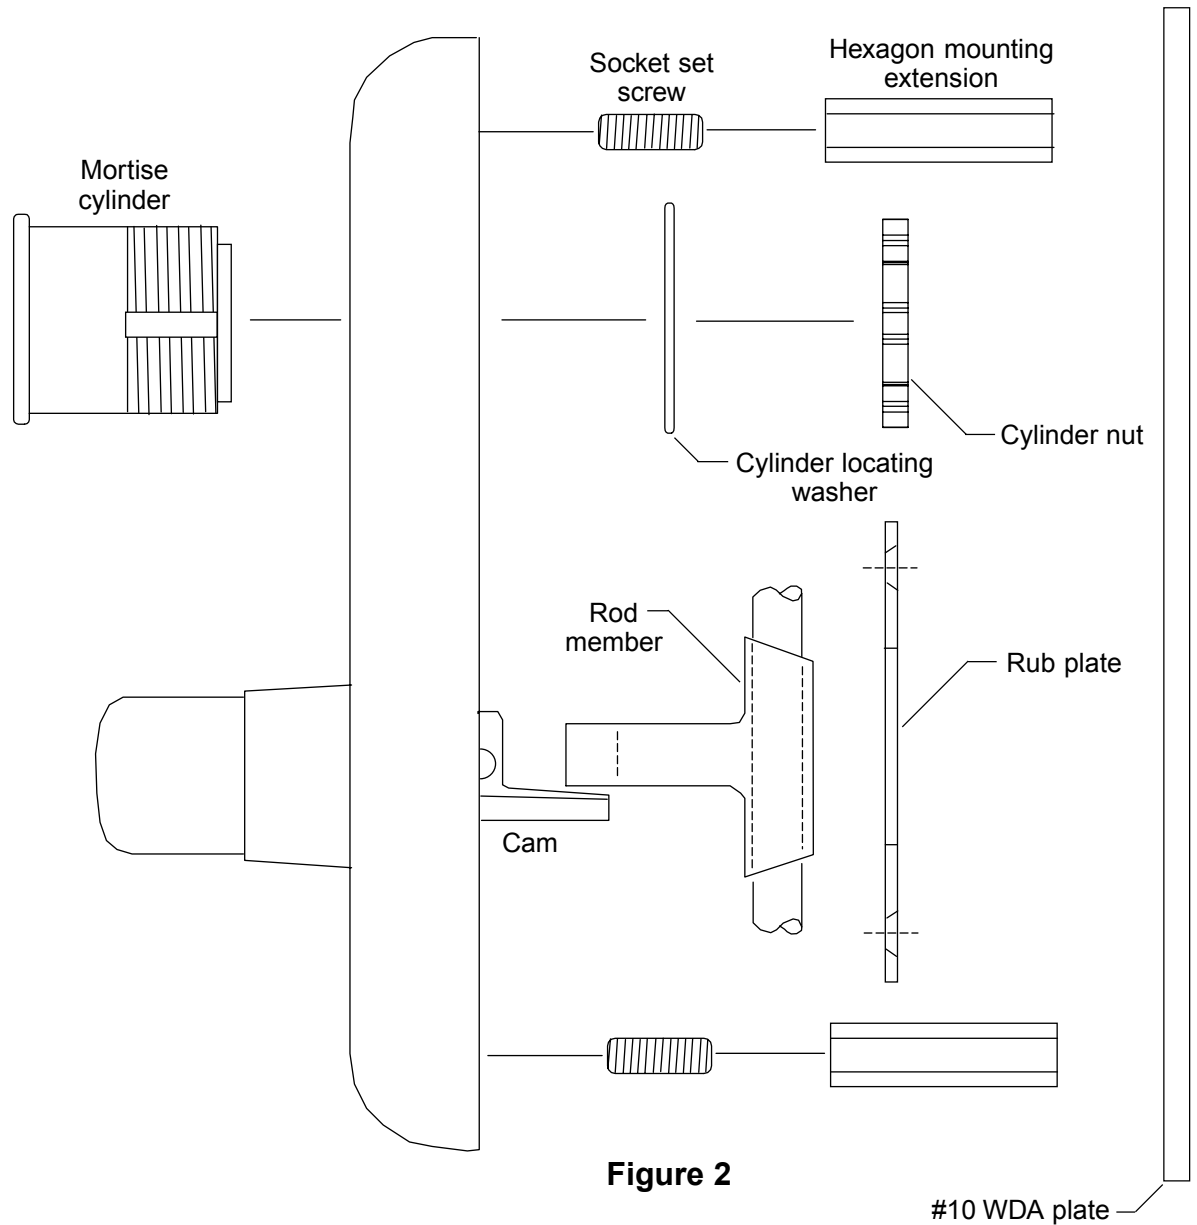 Socket set
screw
Hexagon mounting
extension
Mortise
cylinder
Cylinder nut
Cylinder locating
washer
Rod
member
Rub plate
Cam
Figure 2
#10 WDA plate